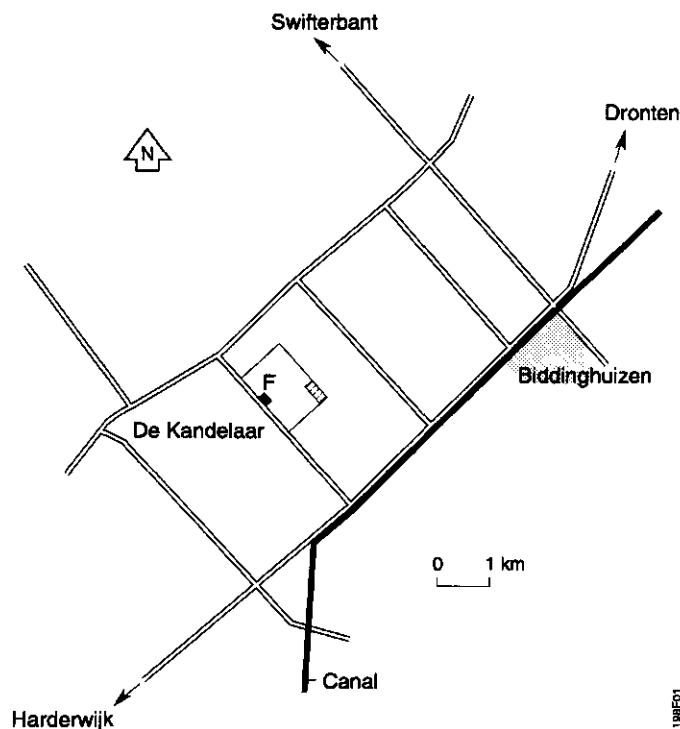 Swifterbant
Dronten
N
F
Biddinghuizen
De Kandelaar
0 1 km
Canal
Harderwijk
198F01